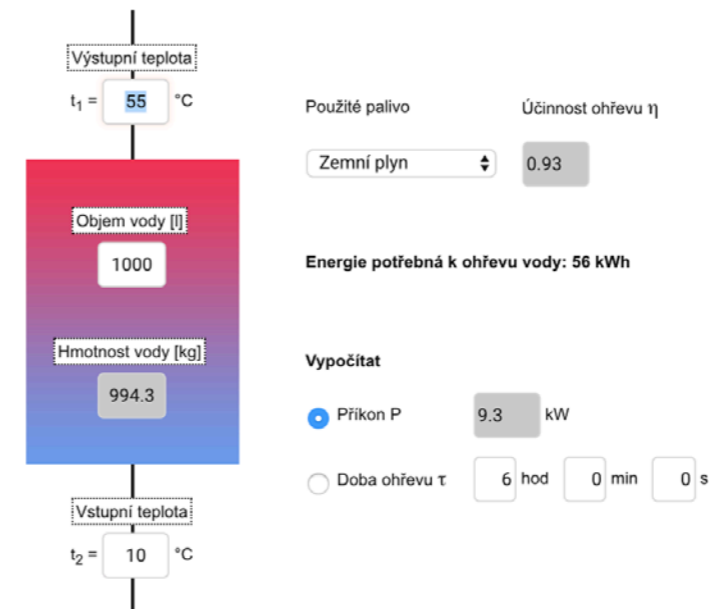 Výstupní teplota
t₁ = 55 °C
Objem vody [l]
1000
Hmotnost vody [kg]
994.3
Vstupní teplota
t₂ = 10 °C
Použité palivo Účinnost ohřevu η
Zemní plyn 0.93
Energie potřebná k ohřevu vody: 56 kWh
Vypočítat
Příkon P 9.3 kW
Doba ohřevu τ 6 hod 0 min 0 s